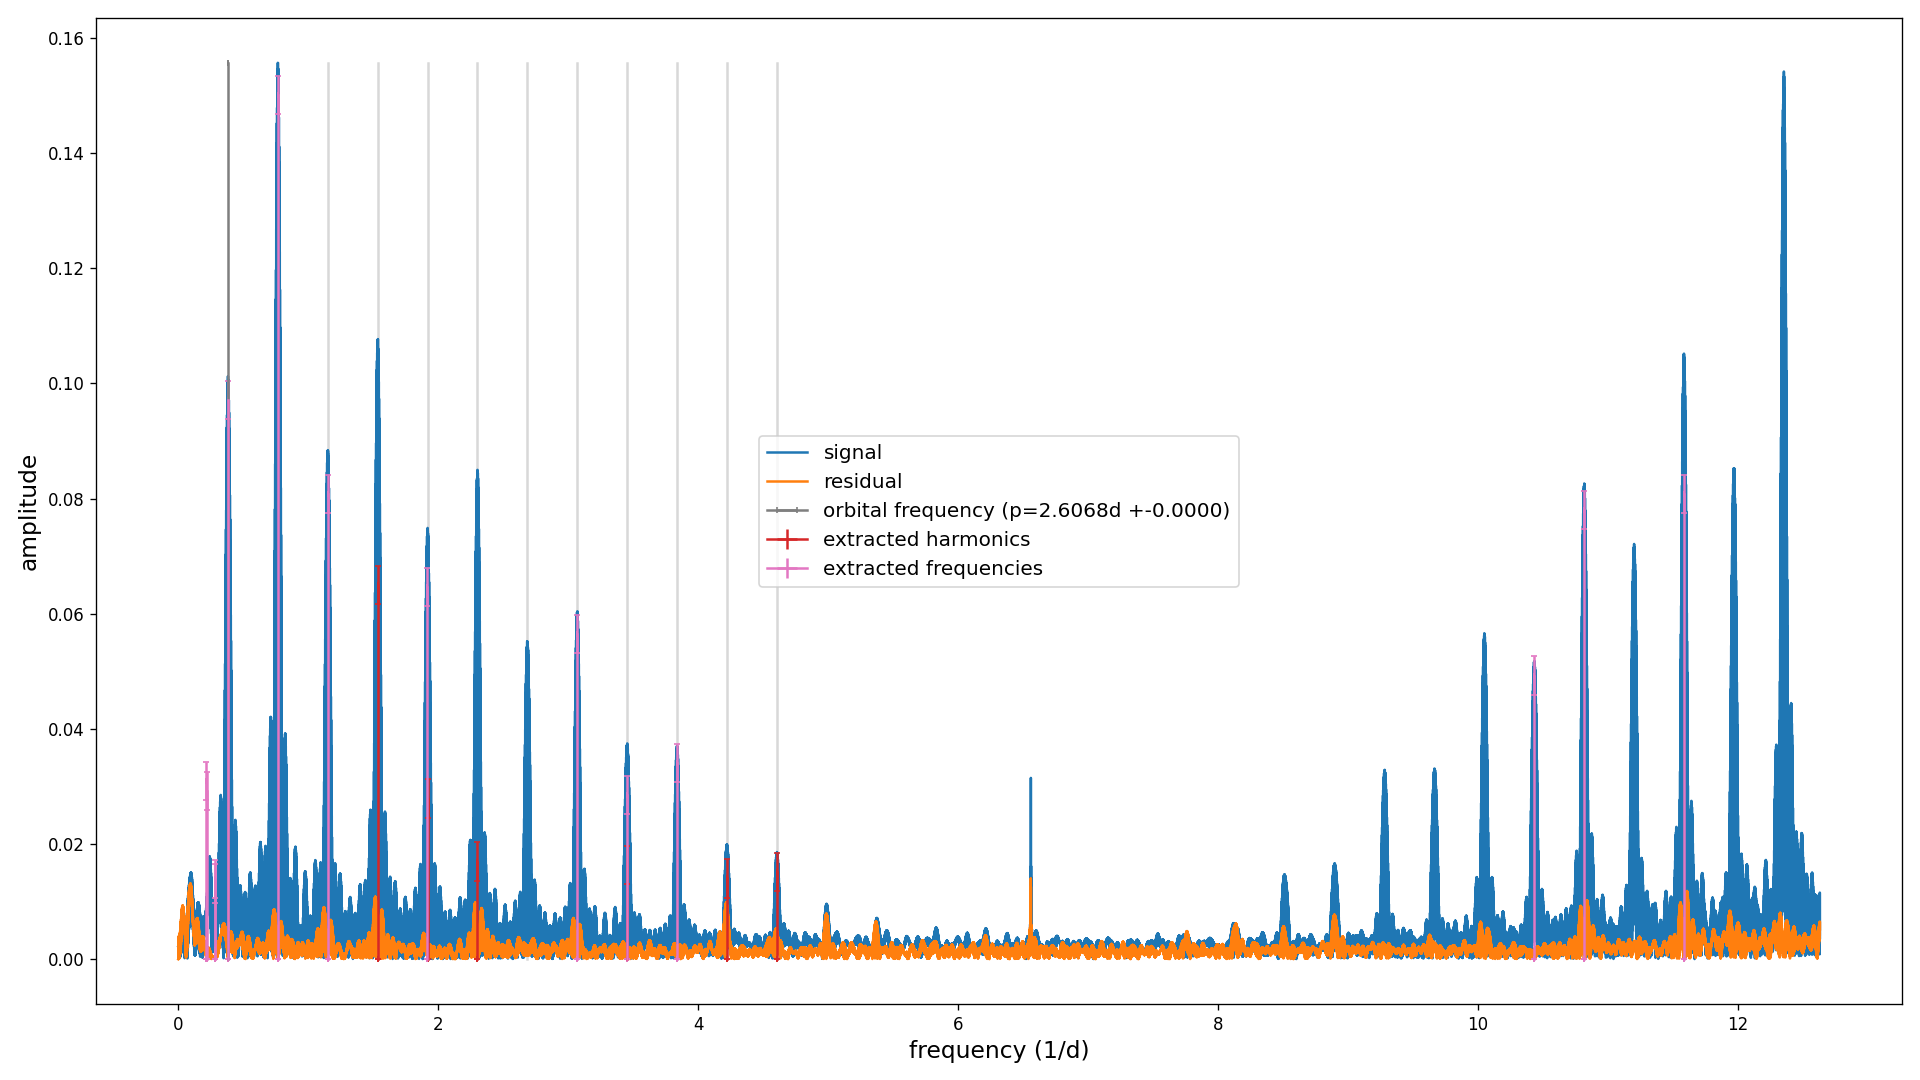 0.16
0.14
0.12
0.10
0.08
0.06
0.04
0.02
0.00
amplitude
signal
residual
orbital frequency (p=2.6068d +-0.0000)
extracted harmonics
extracted frequencies
0 2 4 6 8 10 12
frequency (1/d)